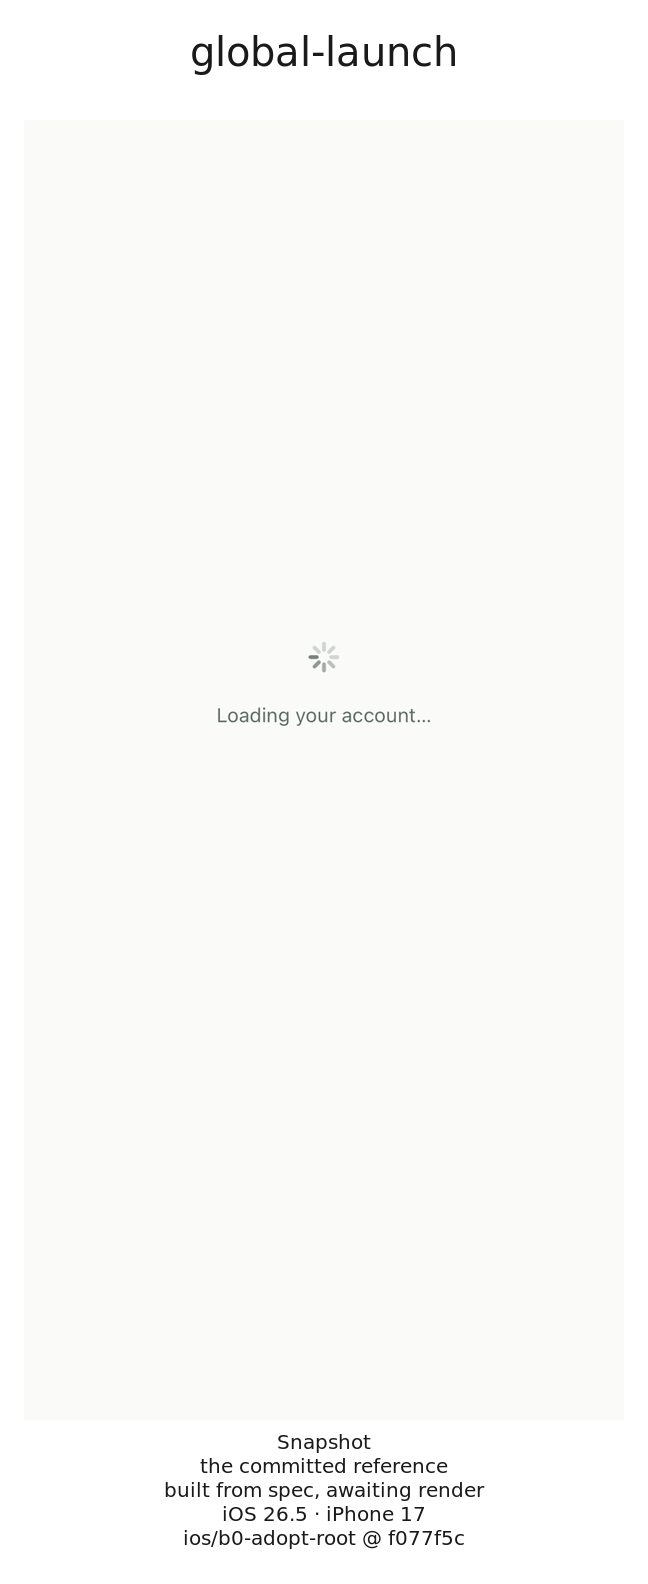 global-launch
Loading your account...
Snapshot
the committed reference
built from spec, awaiting render
iOS 26.5 · iPhone 17
ios/b0-adopt-root @ f077f5c